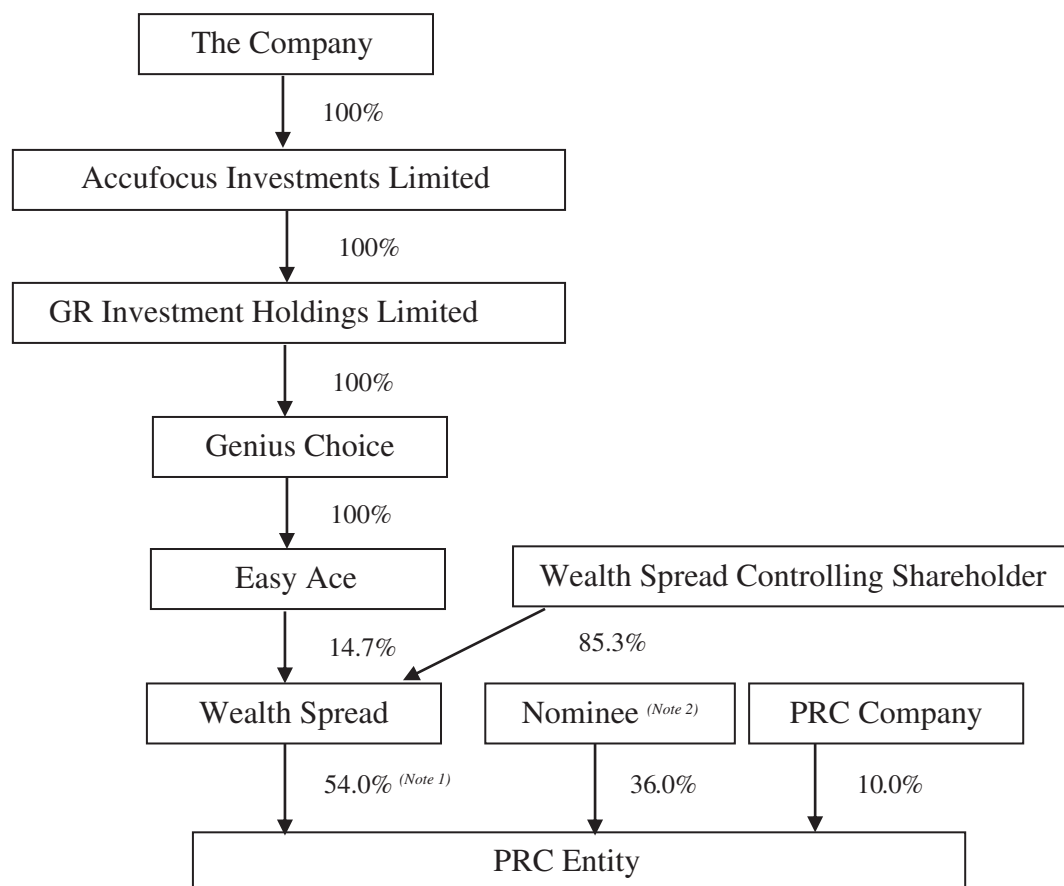 The Company
100%
Accufocus Investments Limited
100%
GR Investment Holdings Limited
100%
Genius Choice
100%
Easy Ace
Wealth Spread Controlling Shareholder
14.7%
85.3%
Wealth Spread
Nominee (Note 2)
PRC Company
54.0% (Note 1)
36.0%
10.0%
PRC Entity